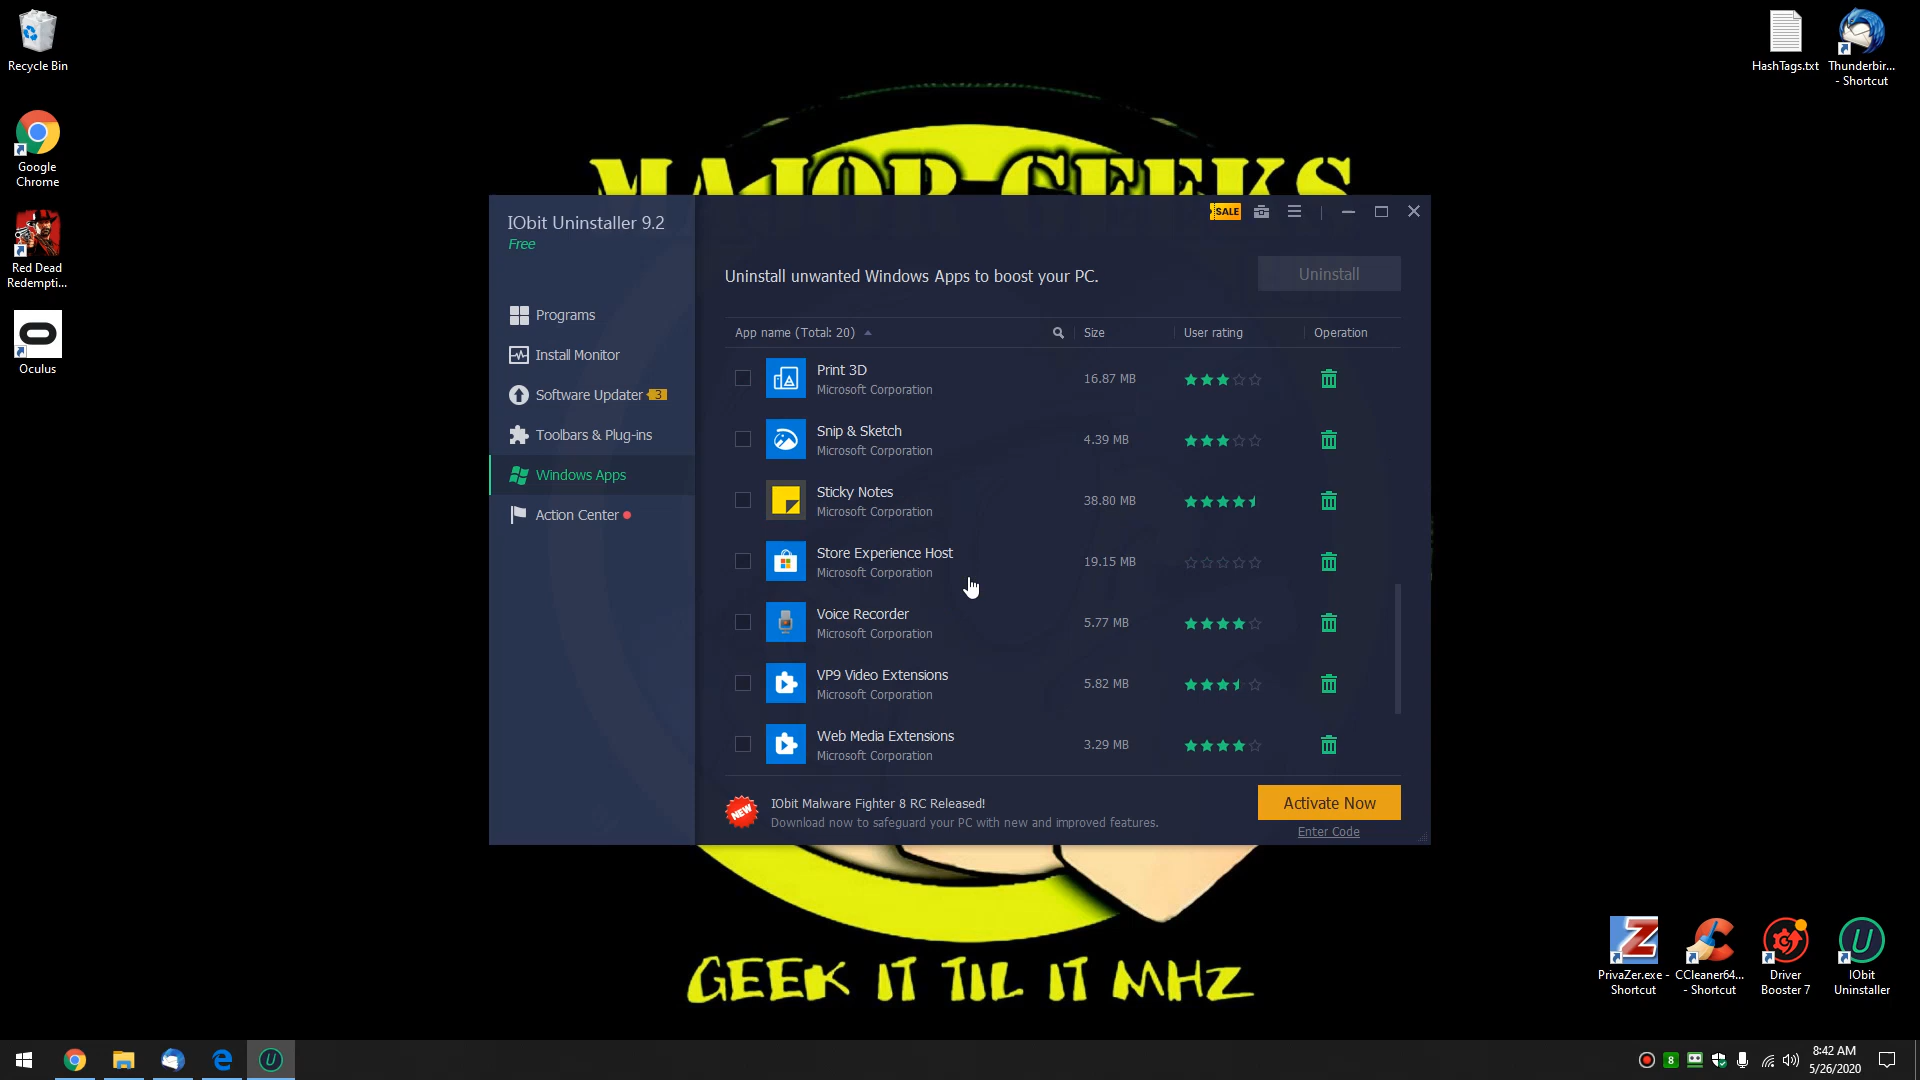 Recycle Bin
Google
Chrome
Red Dead
Redempti...
Oculus
HashTags.txt
Thunderbir...
- Shortcut
MAJOR GEEKS
IObit Uninstaller 9.2
Free
SALE
Programs
Install Monitor
Software Updater 3
Toolbars & Plug-ins
Windows Apps
Action Center
Uninstall unwanted Windows Apps to boost your PC.
Uninstall
App name (Total: 20)
Size
User rating
Operation
Print 3D
Microsoft Corporation
16.87 MB
Snip & Sketch
Microsoft Corporation
4.39 MB
Sticky Notes
Microsoft Corporation
38.80 MB
Store Experience Host
Microsoft Corporation
19.15 MB
Voice Recorder
Microsoft Corporation
5.77 MB
VP9 Video Extensions
Microsoft Corporation
5.82 MB
Web Media Extensions
Microsoft Corporation
3.29 MB
NEW
IObit Malware Fighter 8 RC Released!
Download now to safeguard your PC with new and improved features.
Activate Now
Enter Code
GEEK IT TIL IT MHZ
PrivaZer.exe -
Shortcut
CCleaner64...
- Shortcut
Driver
Booster 7
IObit
Uninstaller
8
8:42 AM
5/26/2020